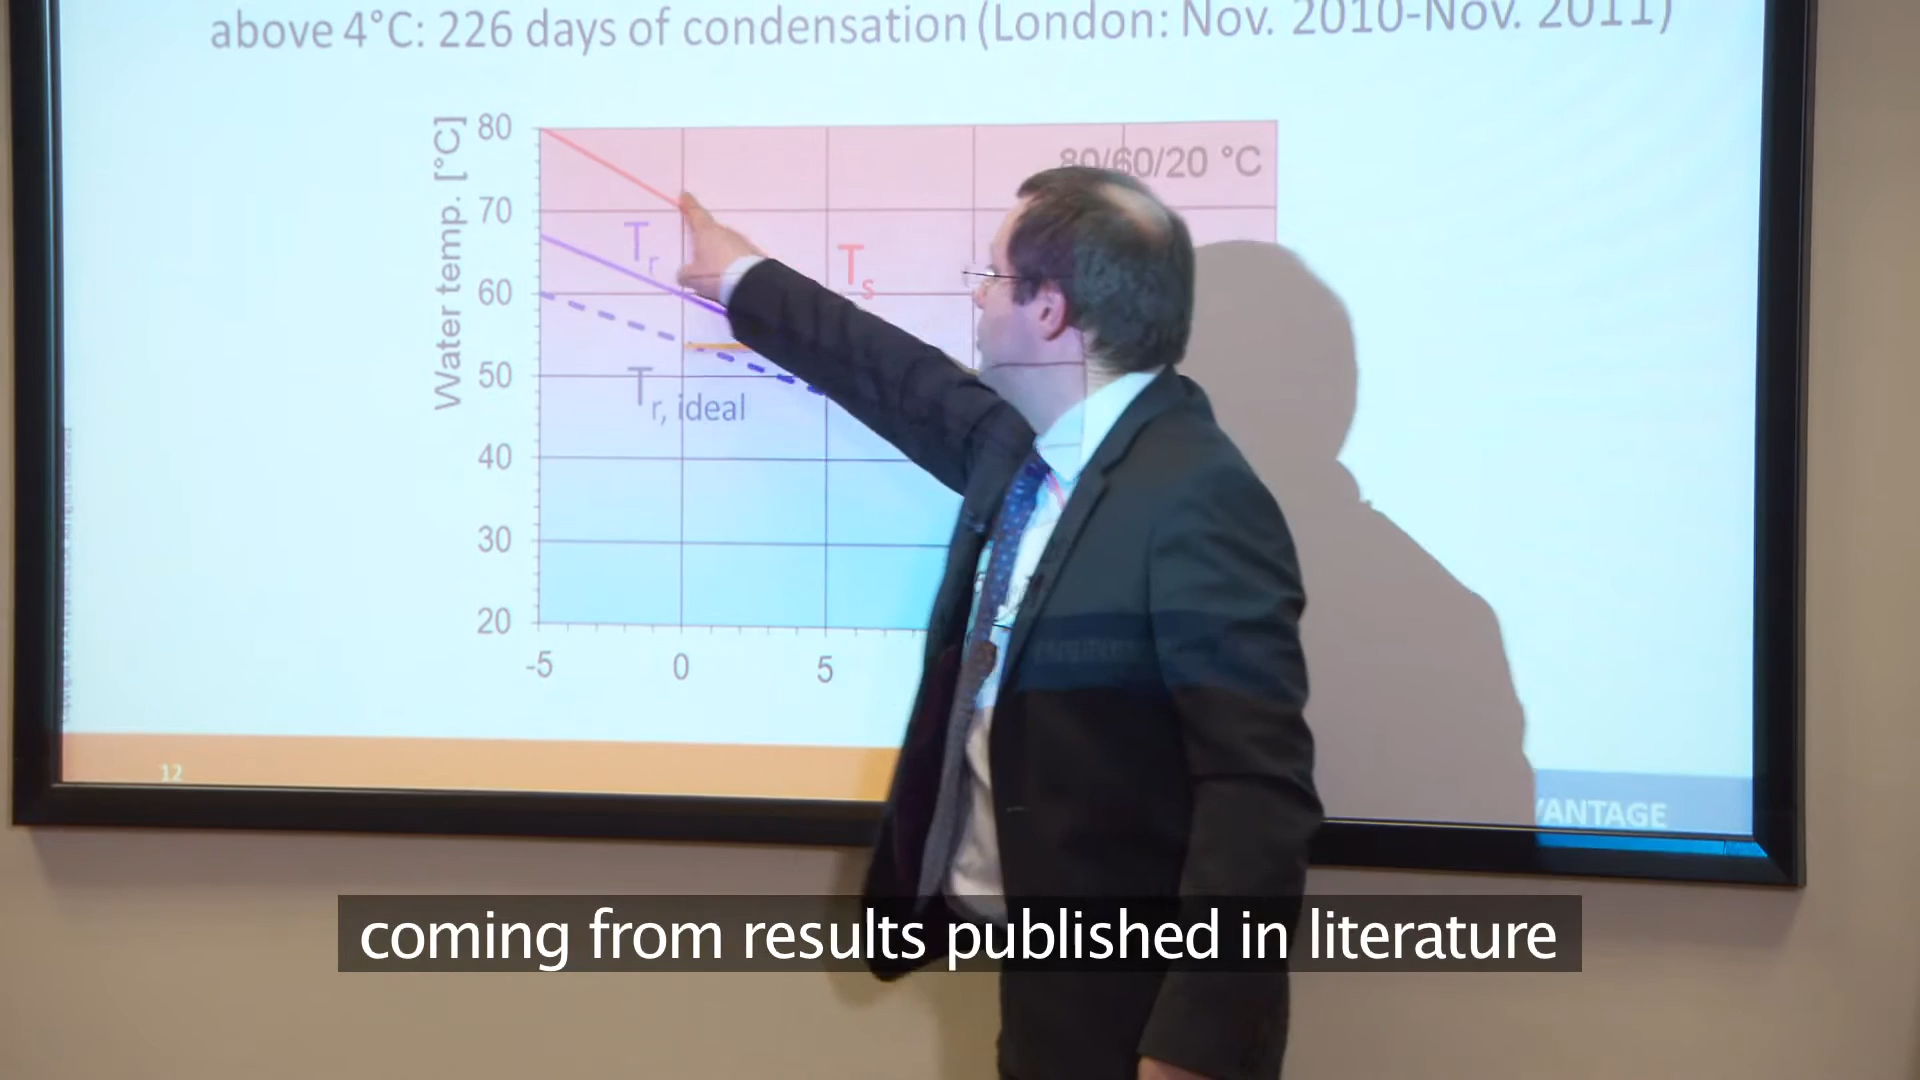 above 4°C: 226 days of condensation (London: Nov. 2010-Nov. 2011)
Water temp. [°C]
80
70
60
50
40
30
20
-5
0
5
80/60/20 °C
Tr
Ts
Tr, ideal
12
VANTAGE
coming from results published in literature